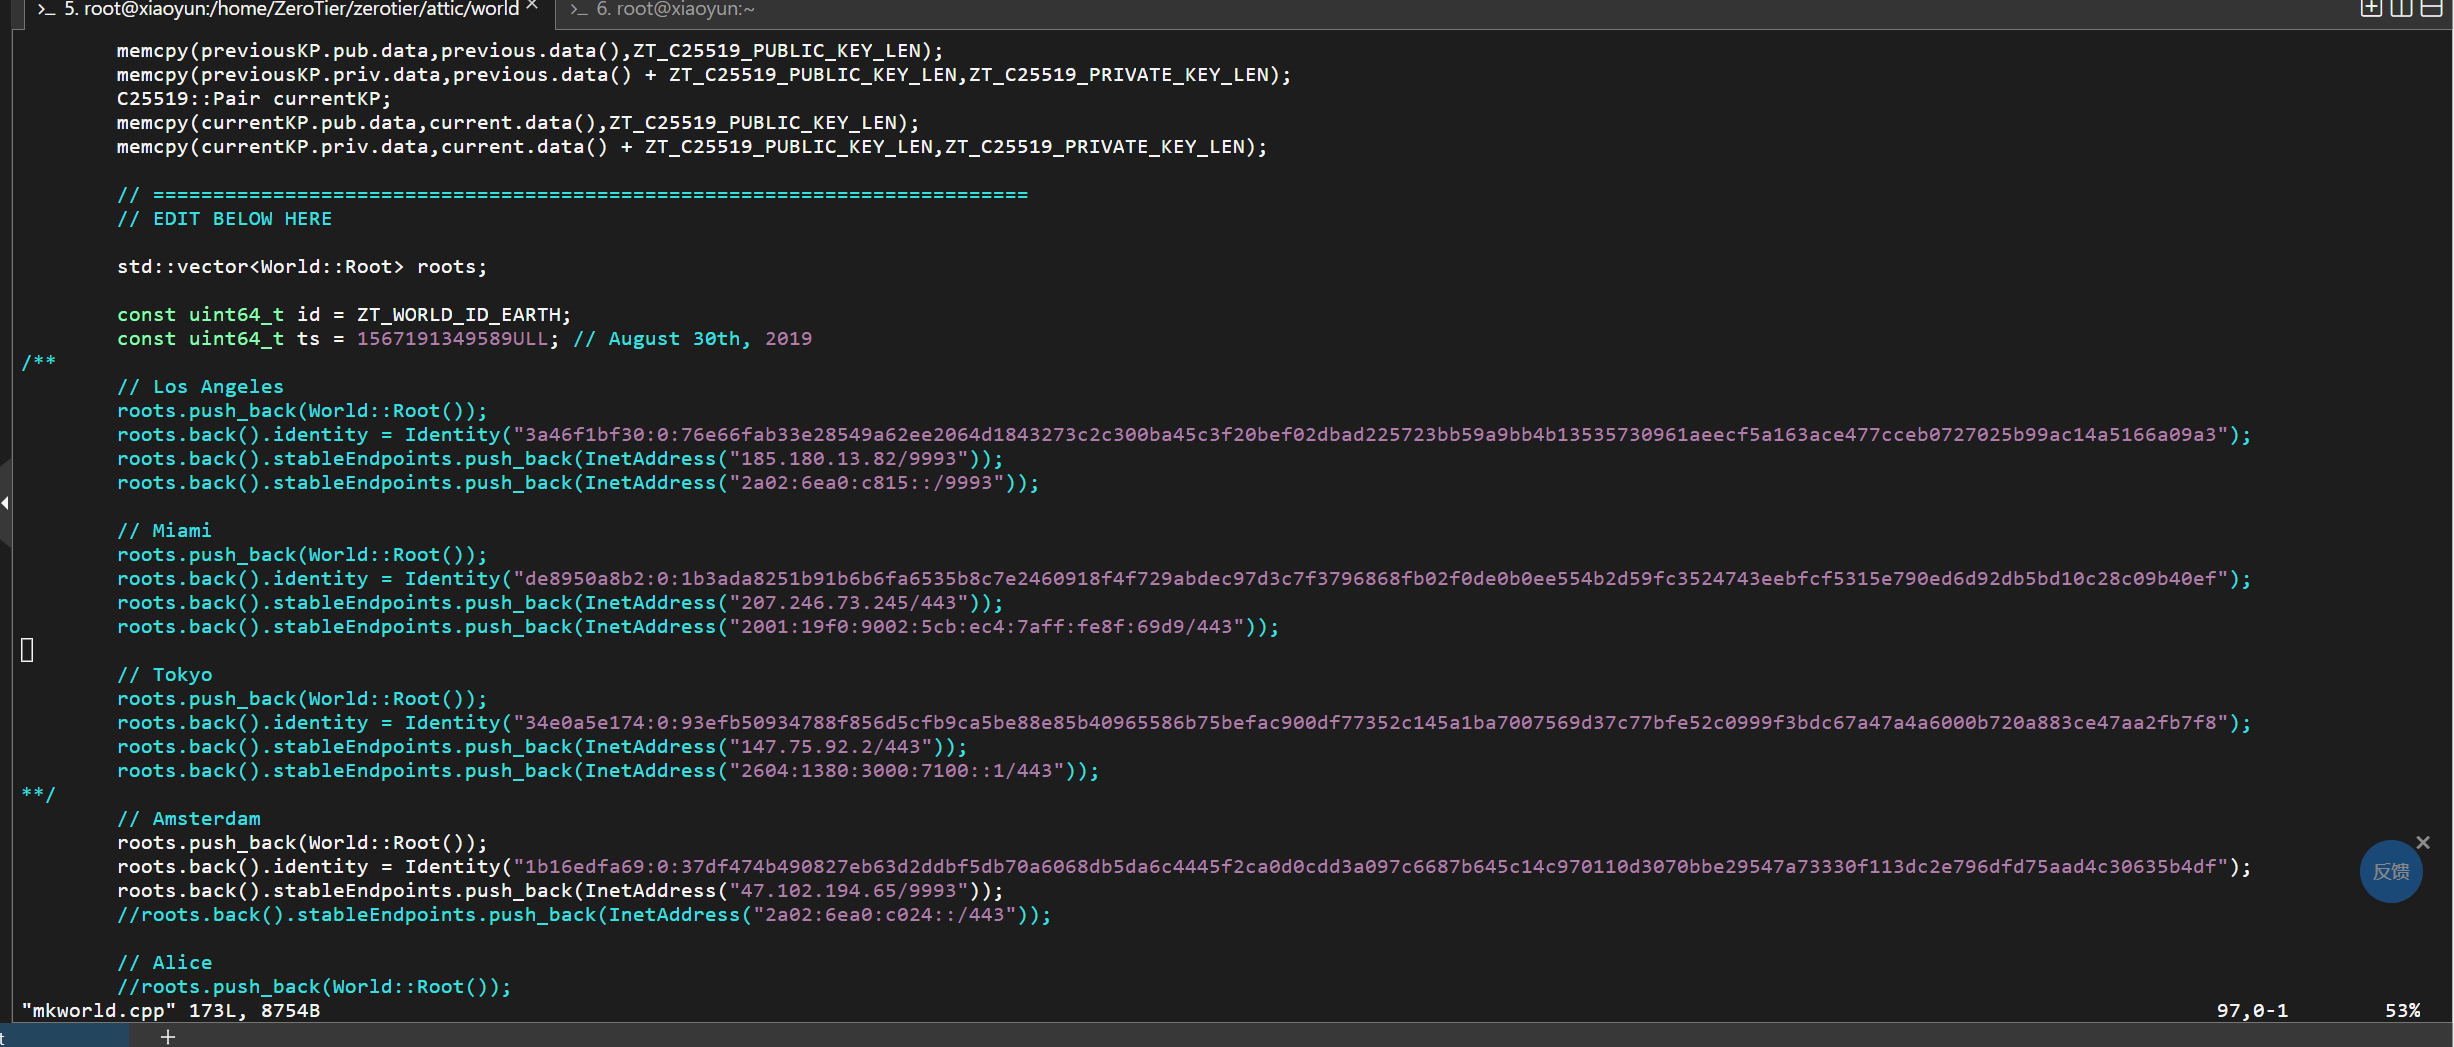 >_ 5. root@xiaoyun:/home/ZeroTier/zerotier/attic/world × >_ 6. root@xiaoyun:~
memcpy(previousKP.pub.data,previous.data(),ZT_C25519_PUBLIC_KEY_LEN);
memcpy(previousKP.priv.data,previous.data() + ZT_C25519_PUBLIC_KEY_LEN,ZT_C25519_PRIVATE_KEY_LEN);
C25519::Pair currentKP;
memcpy(currentKP.pub.data,current.data(),ZT_C25519_PUBLIC_KEY_LEN);
memcpy(currentKP.priv.data,current.data() + ZT_C25519_PUBLIC_KEY_LEN,ZT_C25519_PRIVATE_KEY_LEN);
// =========================================================================
// EDIT BELOW HERE
std::vector<World::Root> roots;
const uint64_t id = ZT_WORLD_ID_EARTH;
const uint64_t ts = 1567191349589ULL; // August 30th, 2019
/**
// Los Angeles
roots.push_back(World::Root());
roots.back().identity = Identity("3a46f1bf30:0:76e66fab33e28549a62ee2064d1843273c2c300ba45c3f20bef02dbad225723bb59a9bb4b13535730961aeecf5a163ace477cceb0727025b99ac14a5166a09a3");
roots.back().stableEndpoints.push_back(InetAddress("185.180.13.82/9993"));
roots.back().stableEndpoints.push_back(InetAddress("2a02:6ea0:c815::/9993"));
// Miami
roots.push_back(World::Root());
roots.back().identity = Identity("de8950a8b2:0:1b3ada8251b91b6b6fa6535b8c7e2460918f4f729abdec97d3c7f3796868fb02f0de0b0ee554b2d59fc3524743eebfcf5315e790ed6d92db5bd10c28c09b40ef");
roots.back().stableEndpoints.push_back(InetAddress("207.246.73.245/443"));
roots.back().stableEndpoints.push_back(InetAddress("2001:19f0:9002:5cb:ec4:7aff:fe8f:69d9/443"));
// Tokyo
roots.push_back(World::Root());
roots.back().identity = Identity("34e0a5e174:0:93efb50934788f856d5cfb9ca5be88e85b40965586b75befac900df77352c145a1ba7007569d37c77bfe52c0999f3bdc67a47a4a6000b720a883ce47aa2fb7f8");
roots.back().stableEndpoints.push_back(InetAddress("147.75.92.2/443"));
roots.back().stableEndpoints.push_back(InetAddress("2604:1380:3000:7100::1/443"));
**/
// Amsterdam
roots.push_back(World::Root());
roots.back().identity = Identity("1b16edfa69:0:37df474b490827eb63d2ddbf5db70a6068db5da6c4445f2ca0d0cdd3a097c6687b645c14c970110d3070bbe29547a73330f113dc2e796dfd75aad4c30635b4df");
roots.back().stableEndpoints.push_back(InetAddress("47.102.194.65/9993"));
//roots.back().stableEndpoints.push_back(InetAddress("2a02:6ea0:c024::/443"));
// Alice
//roots.push_back(World::Root());
"mkworld.cpp" 173L, 8754B 97,0-1 53%
反馈
t +